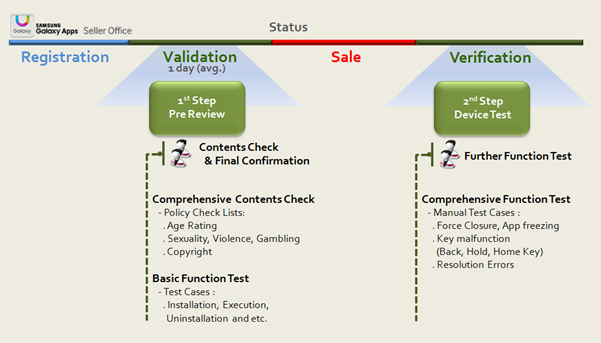 SAMSUNG
Galaxy Apps Seller Office
Galaxy
Status
Registration
Validation
Sale
Verification
1 day (avg.)
1st Step
Pre Review
2nd Step
Device Test
Contents Check
& Final Confirmation
Further Function Test
Comprehensive Contents Check
- Policy Check Lists:
. Age Rating
. Sexuality, Violence, Gambling
. Copyright
Basic Function Test
- Test Cases :
. Installation, Execution,
Uninstallation and etc.
Comprehensive Function Test
- Manual Test Cases :
. Force Closure, App freezing
. Key malfunction
(Back, Hold, Home Key)
. Resolution Errors